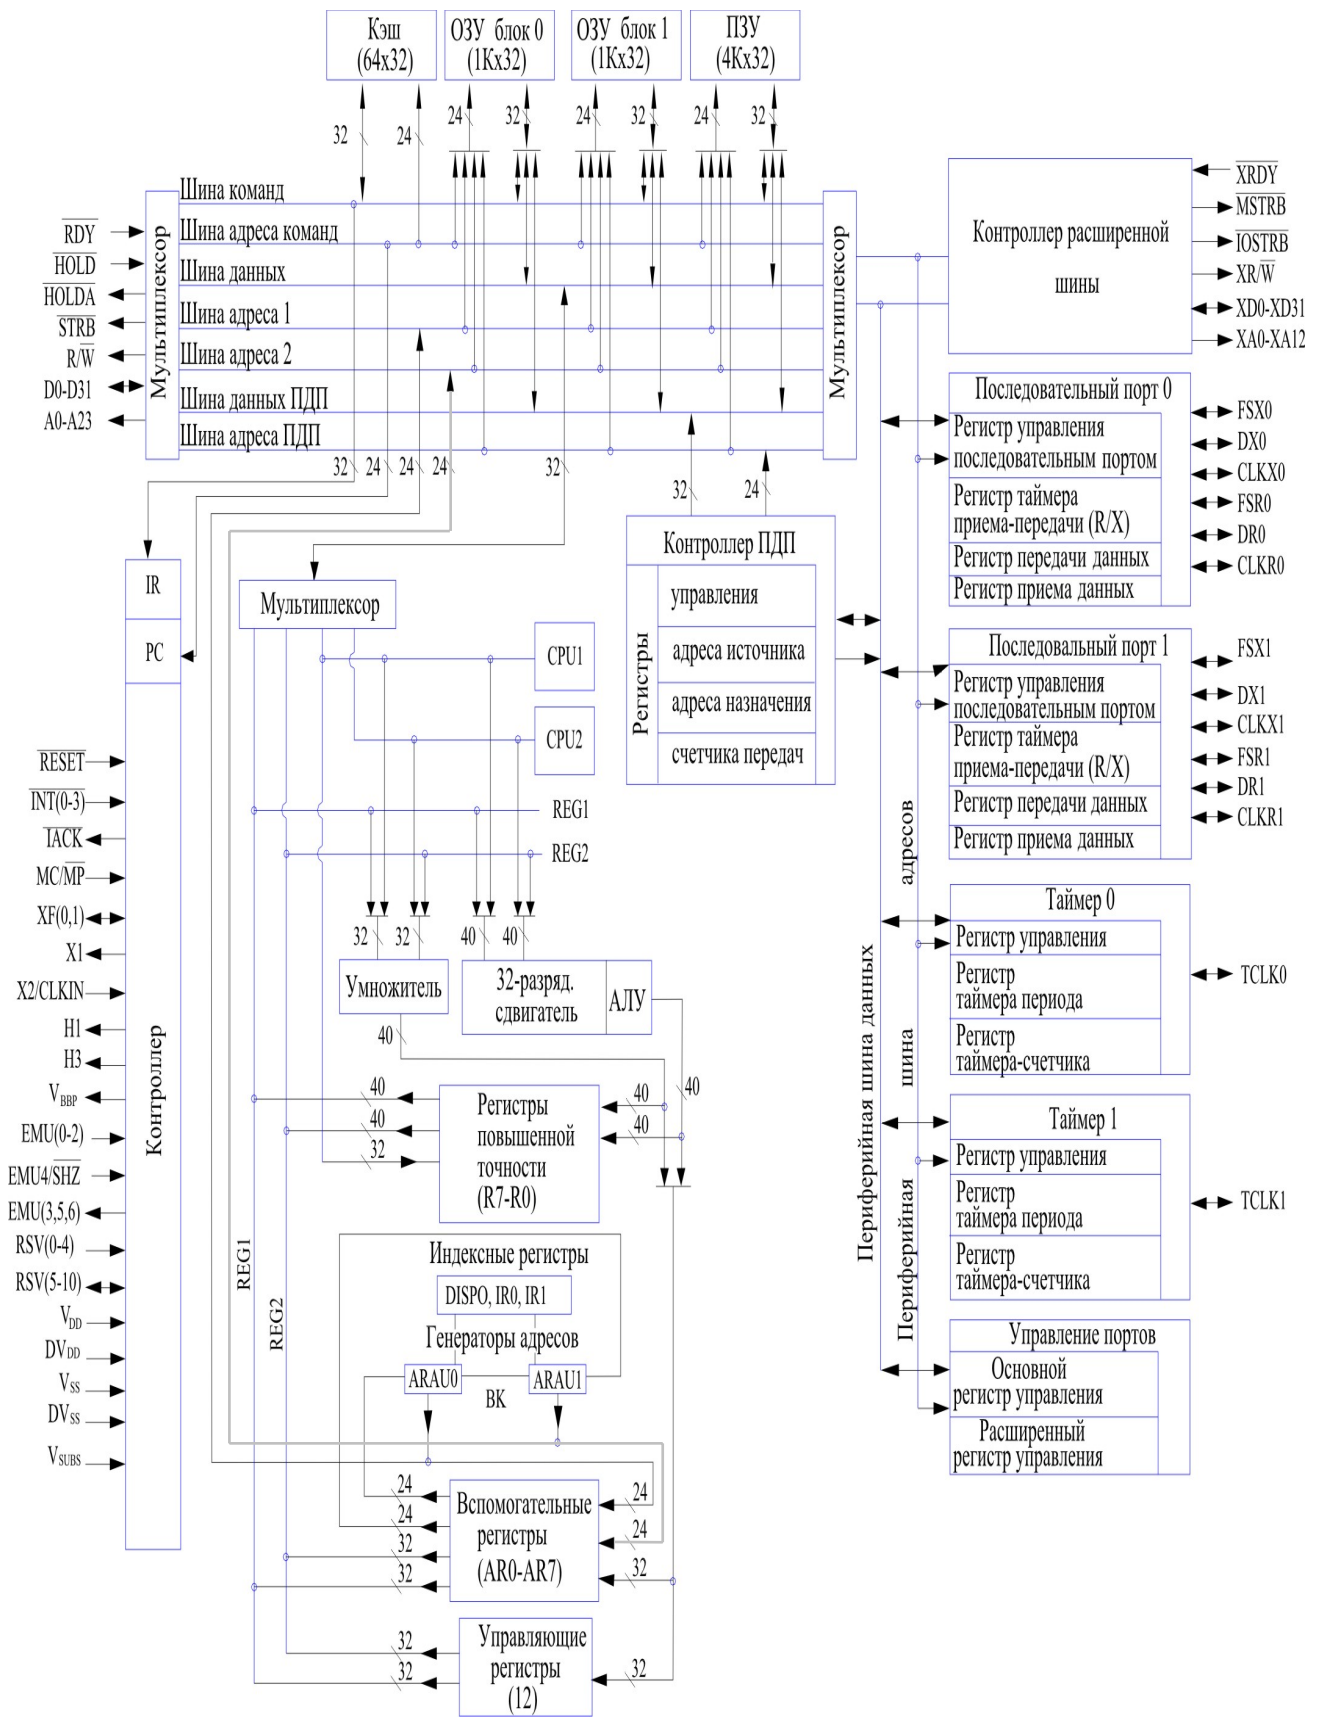 Кэш
(64x32)
ОЗУ блок 0
(1Kx32)
ОЗУ блок 1
(1Kx32)
ПЗУ
(4Kx32)
32
24
24
32
24
32
24
32
Шина команд
Шина адреса команд
Шина данных
Шина адреса 1
Шина адреса 2
Шина данных ПДП
Шина адреса ПДП
Мультиплексор
Мультиплексор
RDY
HOLD
HOLDA
STRB
R/W
D0-D31
A0-A23
Контроллер расширенной
шины
XRDY
MSTRB
IOSTRB
XR/W
XD0-XD31
XA0-XA12
32
24
24
24
32
32
24
Последовательный порт 0
Регистр управления
последовательным портом
Регистр таймера
приема-передачи (R/X)
Регистр передачи данных
Регистр приема данных
FSX0
DX0
CLKX0
FSR0
DR0
CLKR0
Контроллер ПДП
Регистры
управления
адреса источника
адреса назначения
счетчика передач
IR
PC
Контроллер
Мультиплексор
CPU1
CPU2
REG1
REG2
Последовальный порт 1
Регистр управления
последовательным портом
Регистр таймера
приема-передачи (R/X)
Регистр передачи данных
Регистр приема данных
FSX1
DX1
CLKX1
FSR1
DR1
CLKR1
RESET
INT(0-3)
IACK
MC/MP
XF(0,1)
X1
X2/CLKIN
H1
H3
VBBP
EMU(0-2)
EMU4/SHZ
EMU(3,5,6)
RSV(0-4)
RSV(5-10)
VDD
DVDD
VSS
DVSS
VSUBS
32
32
40
40
Умножитель
32-разряд.
сдвигатель
АЛУ
40
40
40
40
32
40
40
Регистры
повышенной
точности
(R7-R0)
REG1
REG2
Индексные регистры
DISPO, IR0, IR1
Генераторы адресов
ARAU0
BK
ARAU1
24
24
32
32
Вспомогательные
регистры
(AR0-AR7)
24
24
32
32
32
Управляющие
регистры
(12)
32
Периферийная шина данных
Периферийная шина адресов
Таймер 0
Регистр управления
Регистр
таймера периода
Регистр
таймера-счетчика
TCLK0
Таймер 1
Регистр управления
Регистр
таймера периода
Регистр
таймера-счетчика
TCLK1
Управление портов
Основной
регистр управления
Расширенный
регистр управления